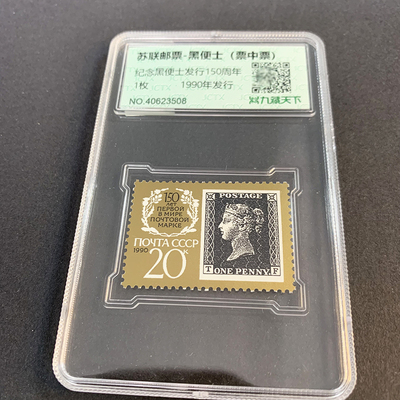 苏联邮票-黑便士（票中票）
纪念黑便士发行150周年
1枚 1990年发行
NO.40623508
150
ЛЕТ
ПЕРВОЙ
В МИРЕ
ПОЧТОВОЙ
МАРКЕ
ПОЧТА СССР
1990
20К
POSTAGE
T ONE PENNY F